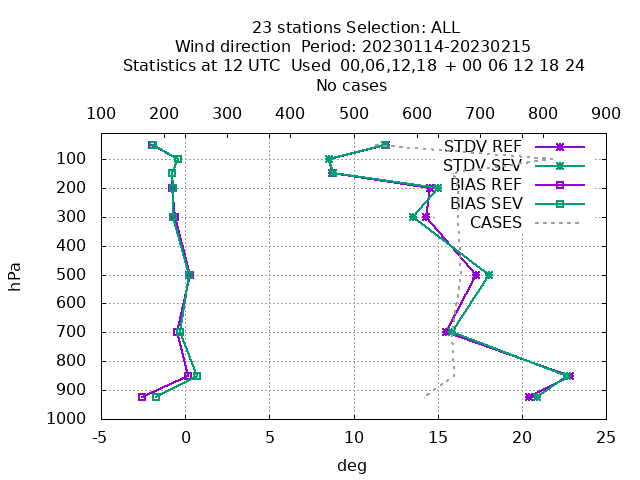 23 stations Selection: ALL
Wind direction  Period: 20230114-20230215
Statistics at 12 UTC  Used  00,06,12,18  + 00 06 12 18 24
No cases
100 200 300 400 500 600 700 800 900
STDV REF
STDV SEV
BIAS REF
BIAS SEV
CASES
hPa
100
200
300
400
500
600
700
800
900
1000
-5 0 5 10 15 20 25
deg